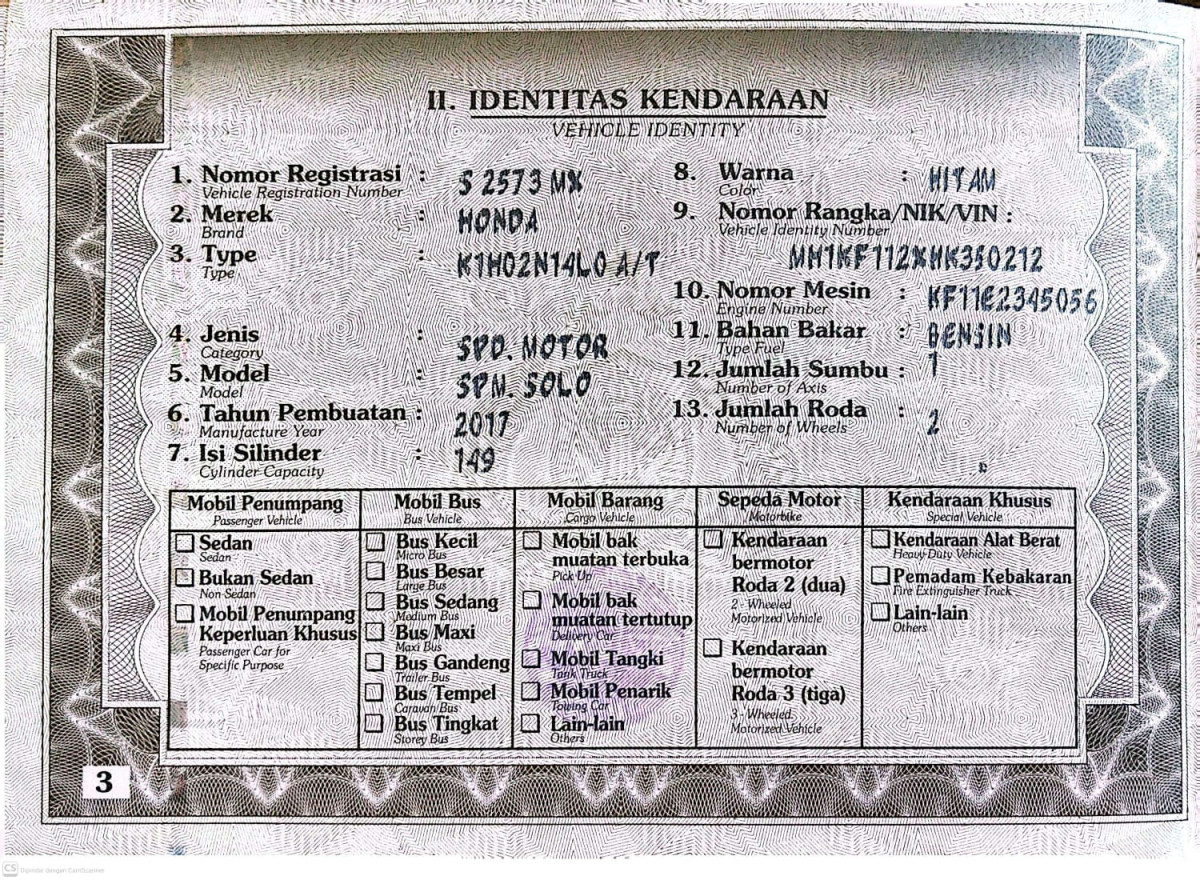 II. IDENTITAS KENDARAAN
VEHICLE IDENTITY
1. Nomor Registrasi : S 2573 MX
Vehicle Registration Number
2. Merek : HONDA
Brand
3. Type : K1H02N14L0 A/T
Type
4. Jenis : SPD. MOTOR
Category
5. Model : SPM. SOLO
Model
6. Tahun Pembuatan : 2017
Manufacture Year
7. Isi Silinder : 149
Cylinder Capacity
8. Warna : HITAM
Color
9. Nomor Rangka/NIK/VIN :
Vehicle Identity Number
MH1KF112XHK350212
10. Nomor Mesin : KF11E2345056
Engine Number
11. Bahan Bakar : BENSIN
Type Fuel
12. Jumlah Sumbu : 1
Number of Axis
13. Jumlah Roda : 2
Number of Wheels
Mobil Penumpang
Passenger Vehicle
Sedan
Sedan
Bukan Sedan
Non Sedan
Mobil Penumpang
Keperluan Khusus
Passenger Car for
Specific Purpose
Mobil Bus
Bus Vehicle
Bus Kecil
Micro Bus
Bus Besar
Large Bus
Bus Sedang
Medium Bus
Bus Maxi
Maxi Bus
Bus Gandeng
Trailer Bus
Bus Tempel
Caravan Bus
Bus Tingkat
Storey Bus
Mobil Barang
Cargo Vehicle
Mobil bak
muatan terbuka
Pick Up
Mobil bak
muatan tertutup
Delivery Car
Mobil Tangki
Tank Truck
Mobil Penarik
Towing Car
Lain-lain
Others
Sepeda Motor
Motorbike
Kendaraan
bermotor
Roda 2 (dua)
2 - Wheeled
Motorized Vehicle
Kendaraan
bermotor
Roda 3 (tiga)
3 - Wheeled
Motorized Vehicle
Kendaraan Khusus
Special Vehicle
Kendaraan Alat Berat
Heavy Duty Vehicle
Pemadam Kebakaran
Fire Extinguisher Truck
Lain-lain
Others
3
CS Dipindai dengan CamScanner